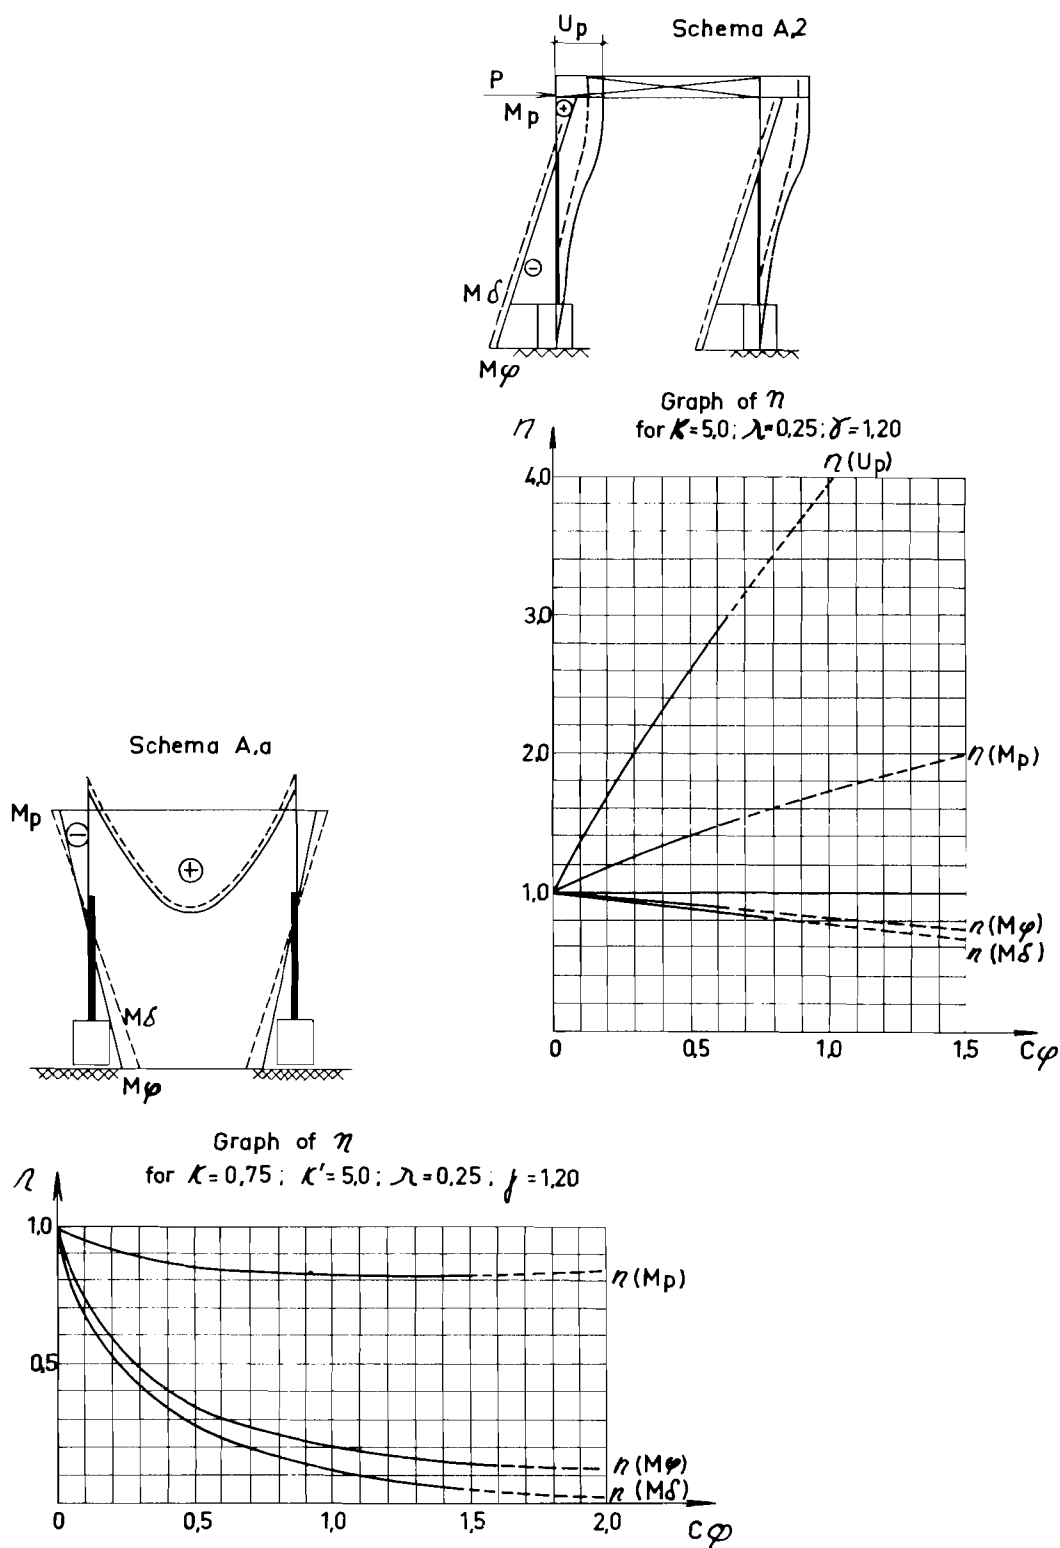 Up
Schema A,2
P
Mp
+
−
Mδ
Mφ
Graph of η
for K=5,0; λ=0,25; γ=1,20
η
η(Up)
4,0
3,0
2,0
η(Mp)
1,0
η(Mφ)
η(Mδ)
0
0,5
1,0
1,5
Cφ
Schema A,a
Mp
−
+
Mδ
Mφ
Graph of η
for K=0,75; K'=5,0; λ=0,25; γ=1,20
η
1,0
η(Mp)
0,5
η(Mφ)
η(Mδ)
0
0,5
1,0
1,5
2,0
Cφ